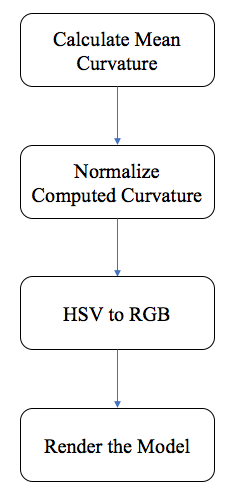 Calculate Mean
Curvature
Normalize
Computed Curvature
HSV to RGB
Render the Model